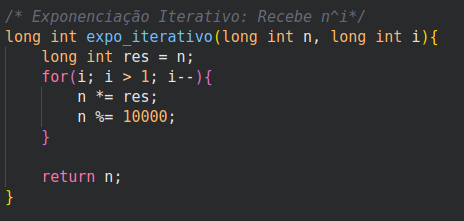 /* Exponenciação Iterativo: Recebe n^i*/
long int expo_iterativo(long int n, long int i){
    long int res = n;
    for(i; i > 1; i--){
        n *= res;
        n %= 10000;
    }

    return n;
}